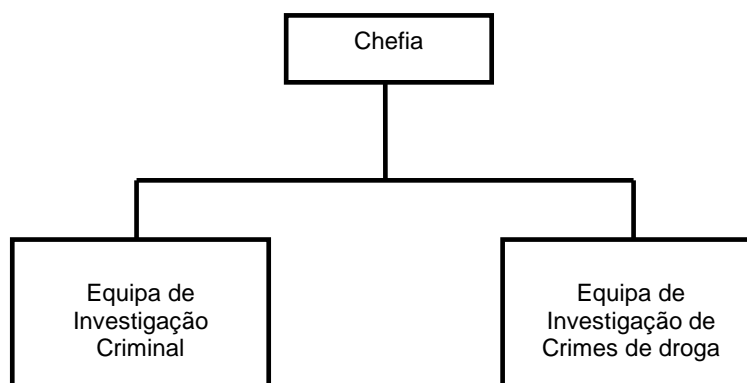 Chefia
Equipa de
Investigação
Criminal
Equipa de
Investigação de
Crimes de droga